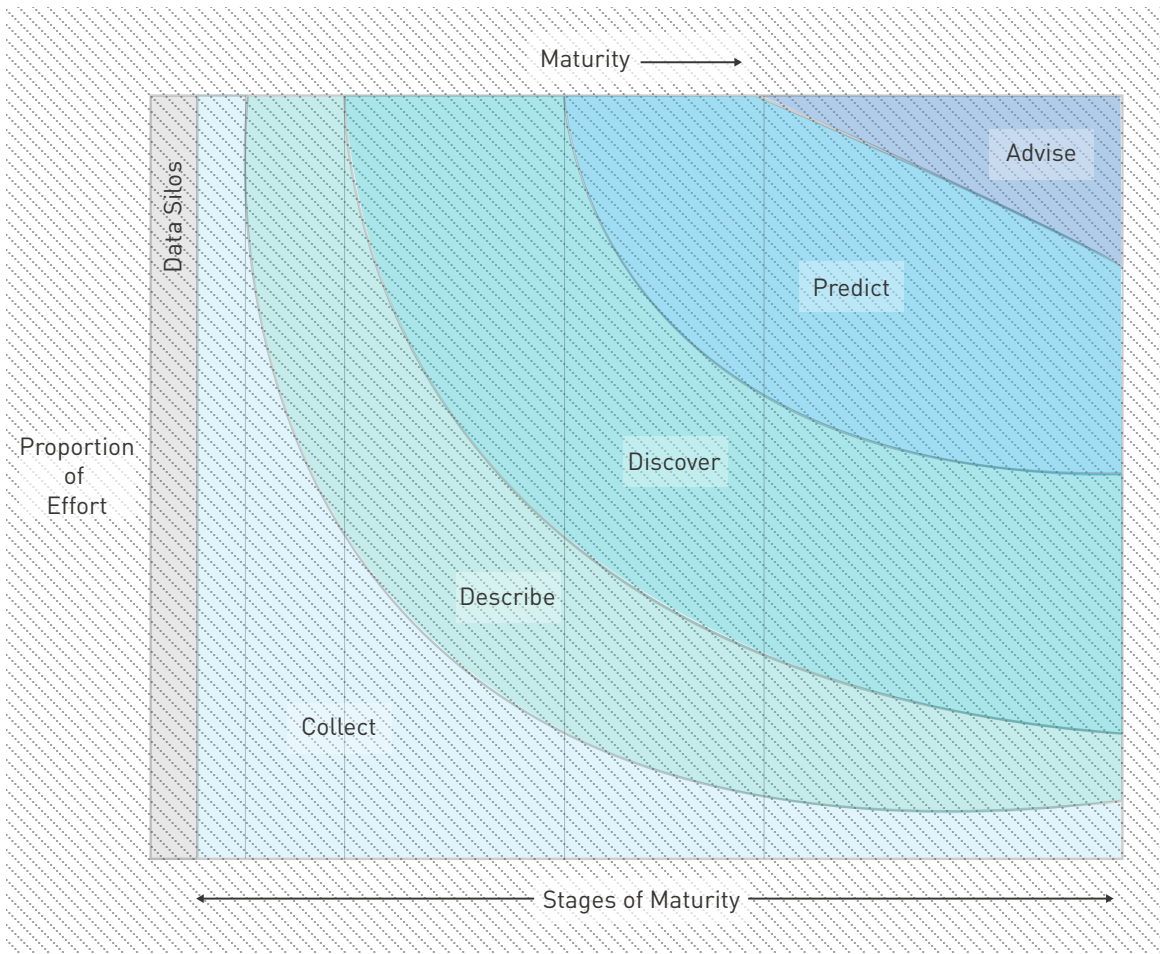 Maturity
Data Silos
Advise
Predict
Proportion
of
Effort
Discover
Describe
Collect
Stages of Maturity